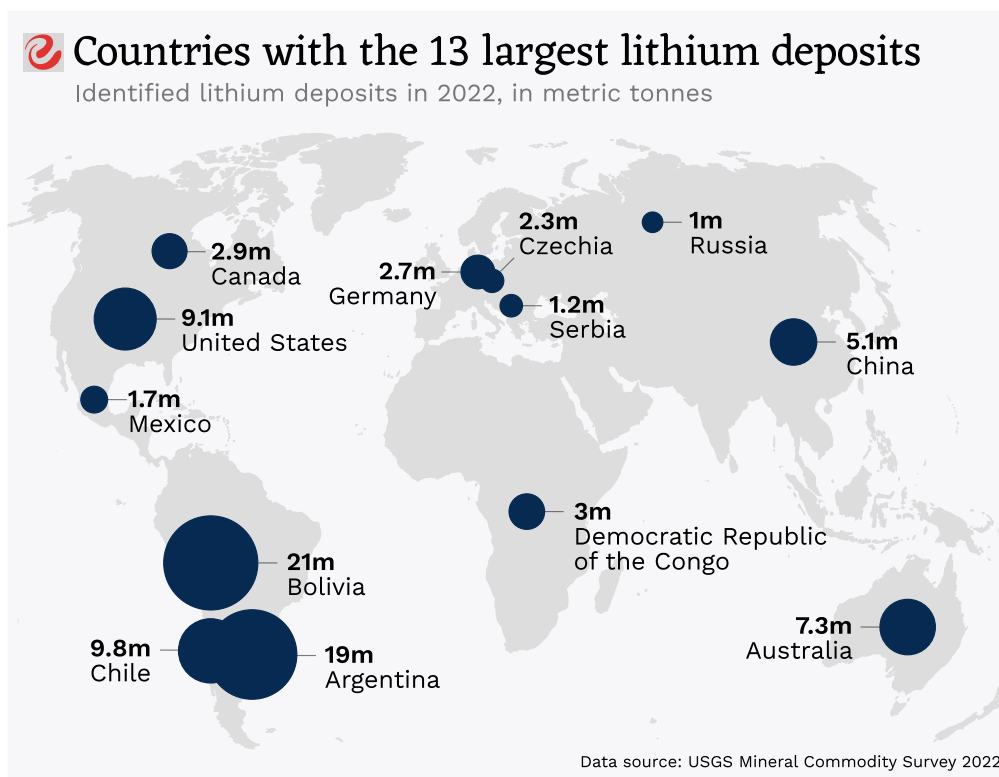 Countries with the 13 largest lithium deposits
Identified lithium deposits in 2022, in metric tonnes
2.9m
Canada
9.1m
United States
1.7m
Mexico
2.3m
Czechia
2.7m
Germany
1.2m
Serbia
1m
Russia
5.1m
China
3m
Democratic Republic
of the Congo
21m
Bolivia
9.8m
Chile
19m
Argentina
7.3m
Australia
Data source: USGS Mineral Commodity Survey 2022